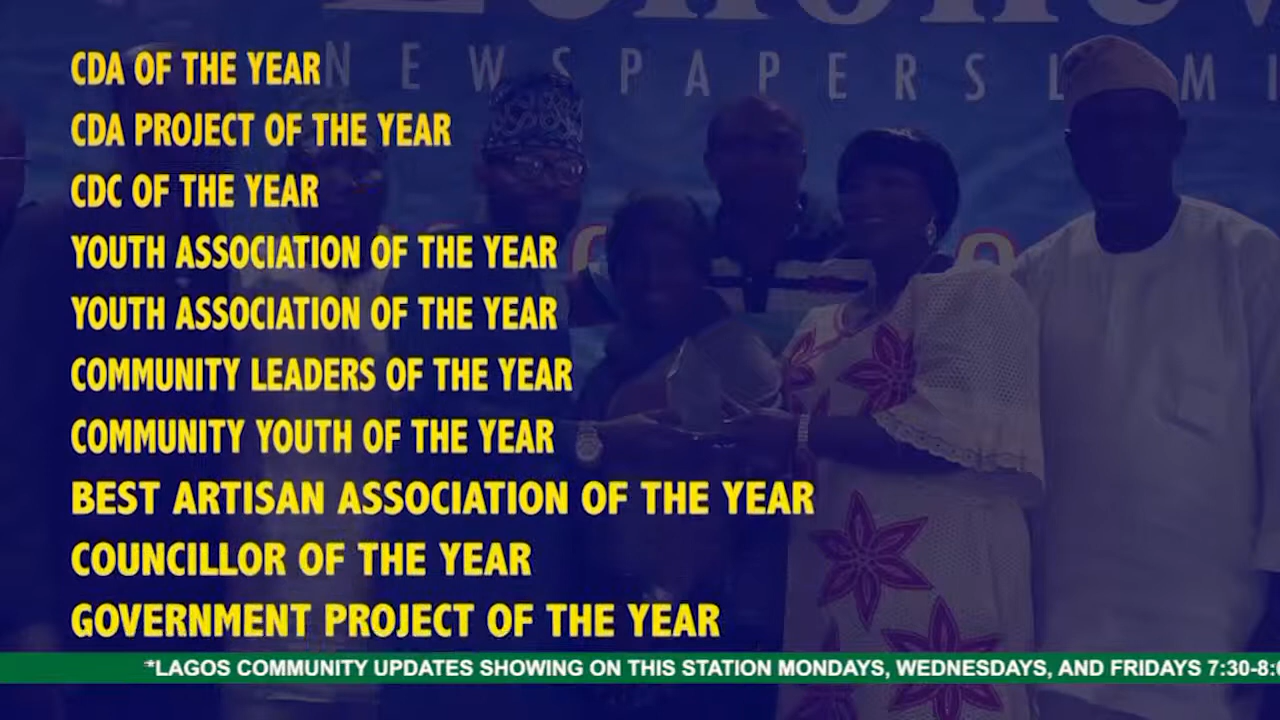 NEWSPAPERS
CDA OF THE YEAR
CDA PROJECT OF THE YEAR
CDC OF THE YEAR
YOUTH ASSOCIATION OF THE YEAR
YOUTH ASSOCIATION OF THE YEAR
COMMUNITY LEADERS OF THE YEAR
COMMUNITY YOUTH OF THE YEAR
BEST ARTISAN ASSOCIATION OF THE YEAR
COUNCILLOR OF THE YEAR
GOVERNMENT PROJECT OF THE YEAR
*LAGOS COMMUNITY UPDATES SHOWING ON THIS STATION MONDAYS, WEDNESDAYS, AND FRIDAYS 7:30-8: